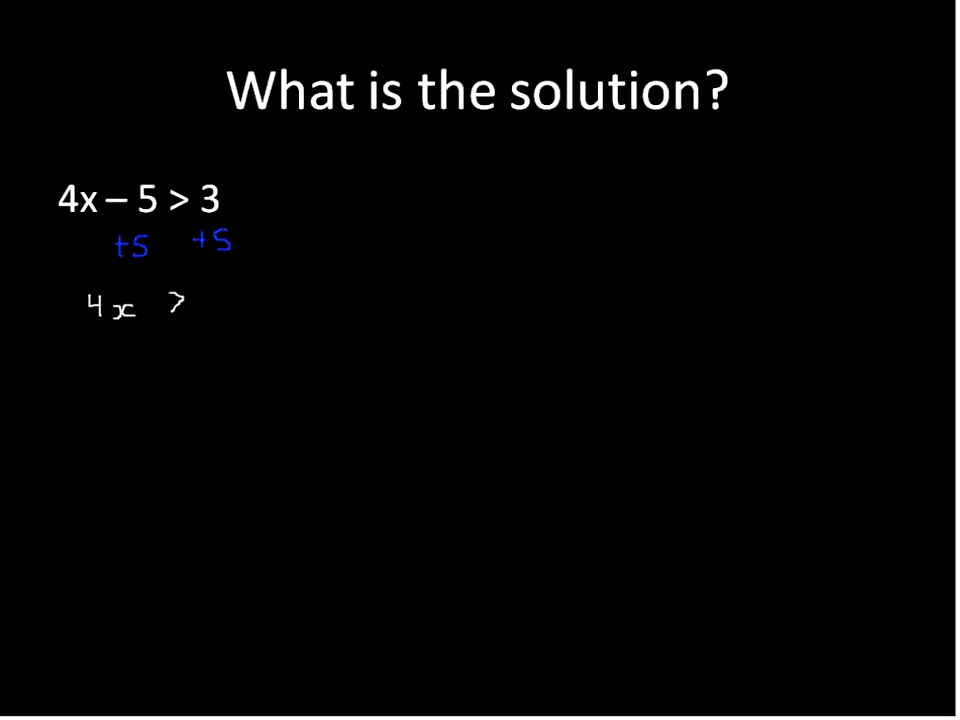 What is the solution?
4x – 5 > 3
+5 +5
4x >